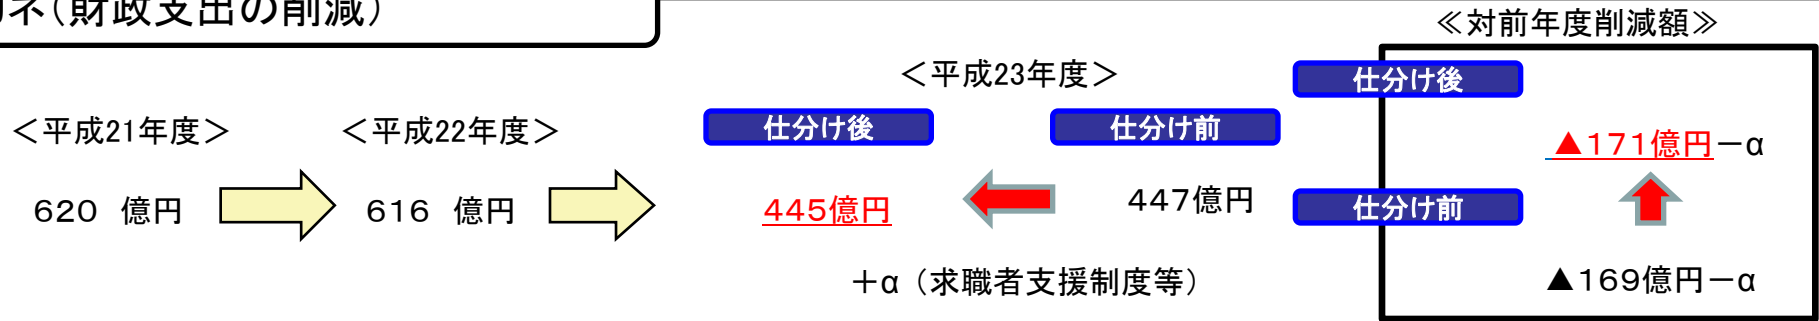 ネ(財政支出の削減)
≪対前年度削減額≫
＜平成23年度＞
仕分け後
＜平成21年度＞
＜平成22年度＞
仕分け後
仕分け前
▲171億円－α
620 億円
616 億円
445億円
447億円
仕分け前
＋α（求職者支援制度等）
▲169億円－α